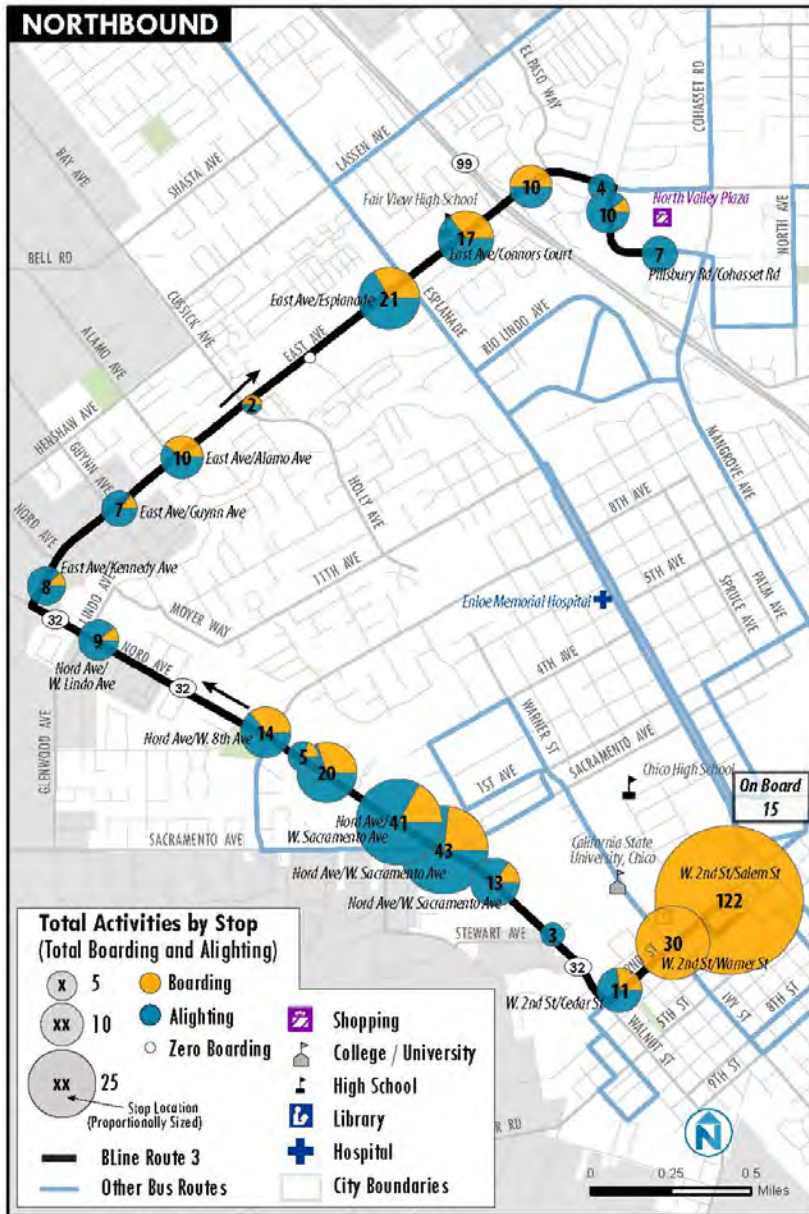 NORTHBOUND
EL PASO WAY
COHASSET RD
LASSEN AVE
BAY AVE
SHASTA AVE
99
Fair View High School
10
4
North Valley Plaza
10
NORTH AVE
17
East Ave/Connors Court
7
Pillsbury Rd/Cohasset Rd
BELL RD
CUSSICK AVE
East Ave/Esplanade
21
ESPLANADE
RIO LINDO AVE
ALAMO AVE
EAST AVE
HENSHAW AVE
2
MANGROVE AVE
GUYNN AVE
10
East Ave/Alamo Ave
HOLLY AVE
8TH AVE
NORD AVE
7
East Ave/Guynn Ave
11TH AVE
5TH AVE
SPRUCE AVE
PALM AVE
East Ave/Kennedy Ave
8
Enloe Memorial Hospital
LINDO AVE
MOYER WAY
32
9
NORD AVE
4TH AVE
Nord Ave/
W. Lindo Ave
32
WARNER ST
SACRAMENTO AVE
GLENWOOD AVE
Nord Ave/W. 8th Ave
14
5
20
1ST AVE
Chico High School
On Board
15
SACRAMENTO AVE
41
Nord Ave/
W. Sacramento Ave
43
Nord Ave/W. Sacramento Ave
California State
University, Chico
W. 2nd St/Salem St
122
13
Nord Ave/W. Sacramento Ave
STEWART AVE
3
30
W. 2nd St/Warner St
2ND ST
32
W. 2nd St/Cedar St
11
5TH ST
IVY ST
8TH ST
WALNUT ST
9TH ST
Total Activities by Stop
(Total Boarding and Alighting)
x 5
xx 10
xx 25
Stop Location
(Proportionally Sized)
Boarding
Alighting
Zero Boarding
Shopping
College / University
High School
Library
Hospital
City Boundaries
BLine Route 3
Other Bus Routes
N
0 0.25 0.5
Miles